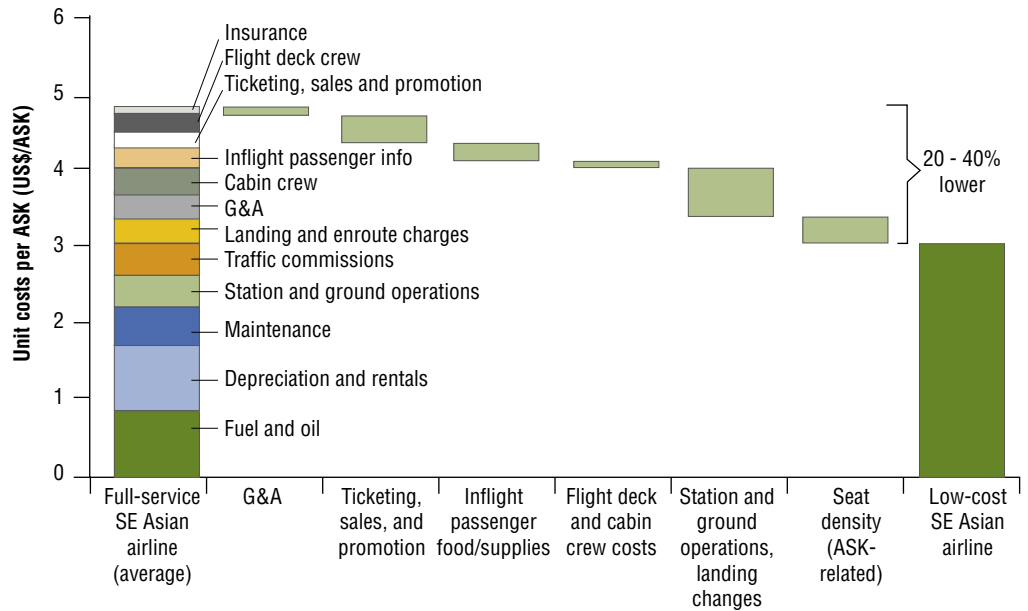 Unit costs per ASK (US$/ASK)
6
5
4
3
2
1
0
Insurance
Flight deck crew
Ticketing, sales and promotion
Inflight passenger info
Cabin crew
G&A
Landing and enroute charges
Traffic commissions
Station and ground operations
Maintenance
Depreciation and rentals
Fuel and oil
20 - 40%
lower
Full-service
SE Asian
airline
(average)
G&A
Ticketing,
sales, and
promotion
Inflight
passenger
food/supplies
Flight deck
and cabin
crew costs
Station and
ground
operations,
landing
changes
Seat
density
(ASK-
related)
Low-cost
SE Asian
airline